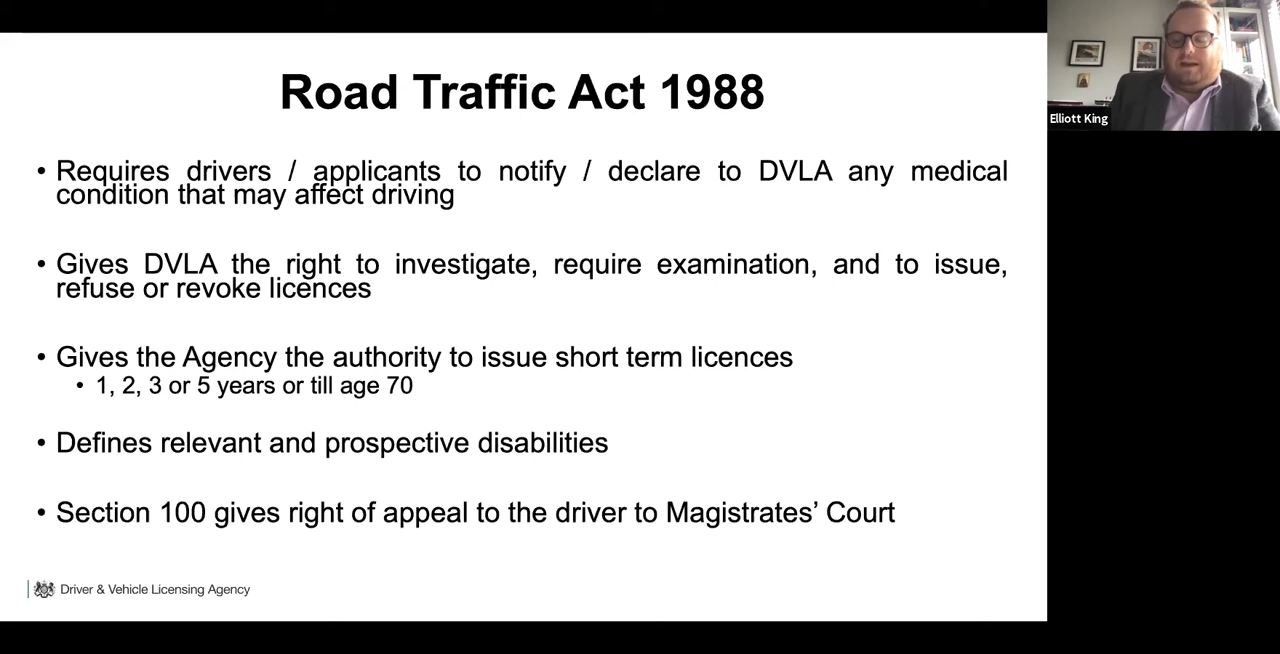 Road Traffic Act 1988
• Requires drivers / applicants to notify / declare to DVLA any medical
condition that may affect driving
• Gives DVLA the right to investigate, require examination, and to issue,
refuse or revoke licences
• Gives the Agency the authority to issue short term licences
• 1, 2, 3 or 5 years or till age 70
• Defines relevant and prospective disabilities
• Section 100 gives right of appeal to the driver to Magistrates’ Court
Driver & Vehicle Licensing Agency
Elliott King